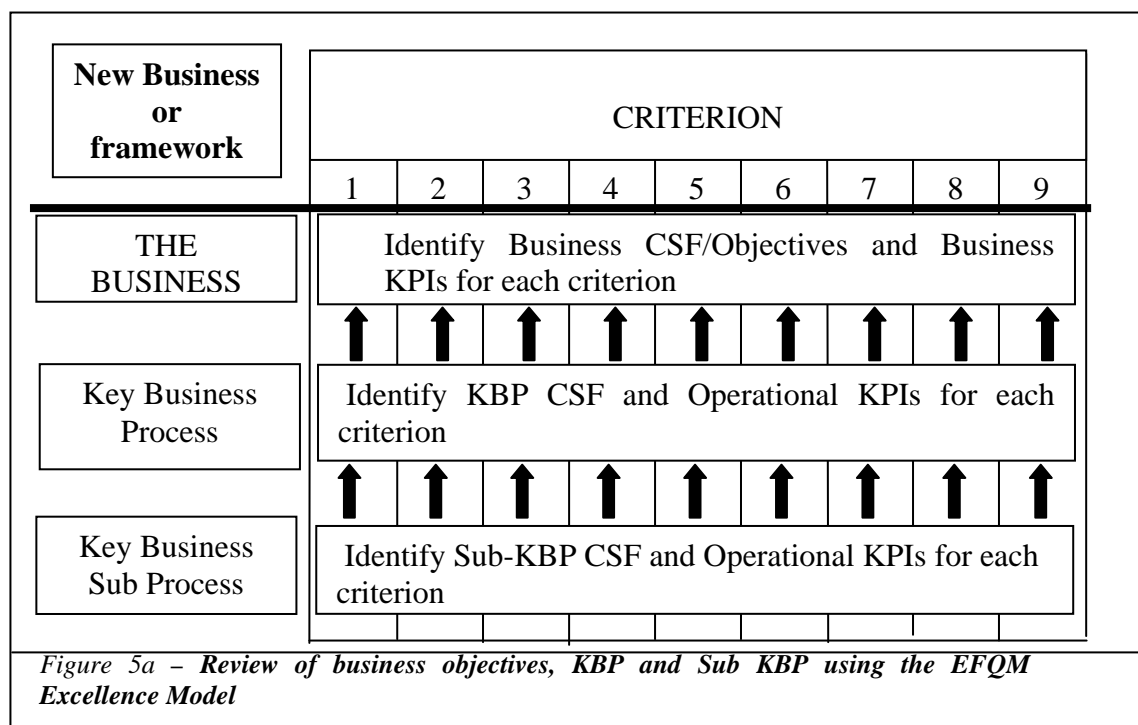 New Business
or
framework
CRITERION
1 2 3 4 5 6 7 8 9
THE
BUSINESS
Identify Business CSF/Objectives and Business
KPIs for each criterion
Key Business
Process
Identify KBP CSF and Operational KPIs for each
criterion
Key Business
Sub Process
Identify Sub-KBP CSF and Operational KPIs for each
criterion
Figure 5a – Review of business objectives, KBP and Sub KBP using the EFQM
Excellence Model